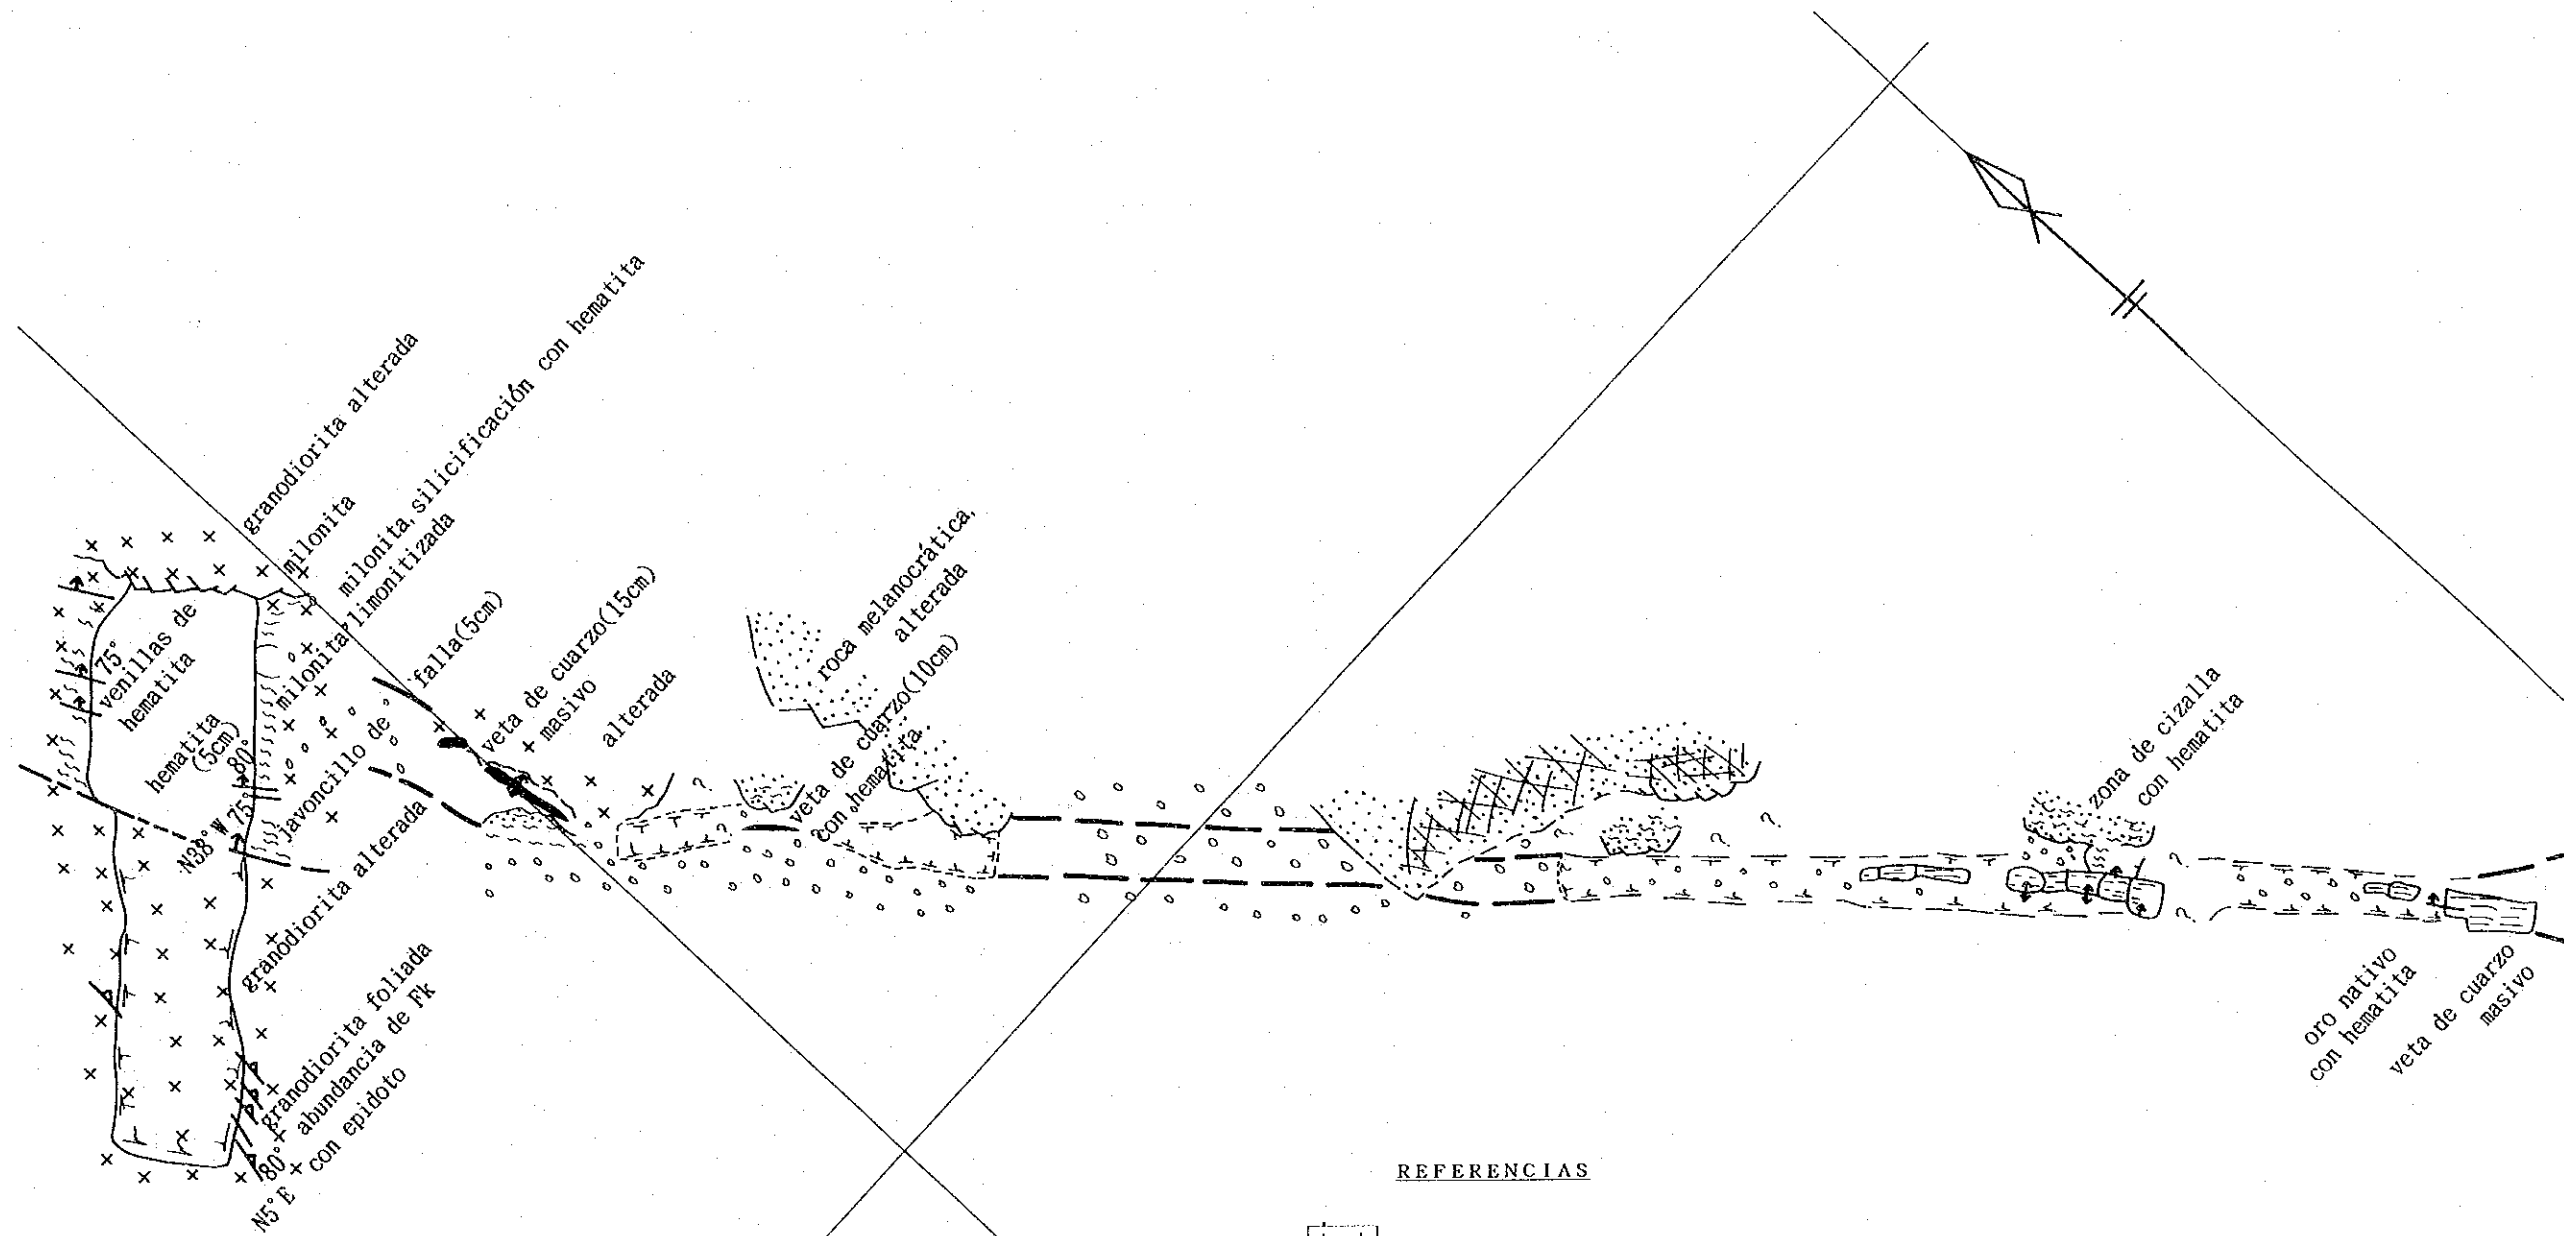 granodiorita alterada
milonita
milonita, silicificación con hematita
milonita limonitizada
75°
venillas de
hematita
hematita
(5cm)
80°
N38°W 75°
javoncillo de falla(5cm)
granodiorita alterada
granodiorita foliada
abundancia de Fk
con epidoto
80°
N5°E
veta de cuarzo(15cm)
masivo
alterada
roca melanocrática,
alterada
veta de cuarzo(10cm)
con hematita
?
?
?
?
?
?
?
?
zona de cizalla
con hematita
oro nativo
con hematita
veta de cuarzo
masivo
REFERENCIAS